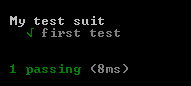 My test suit
√ first test
1 passing (8ms)